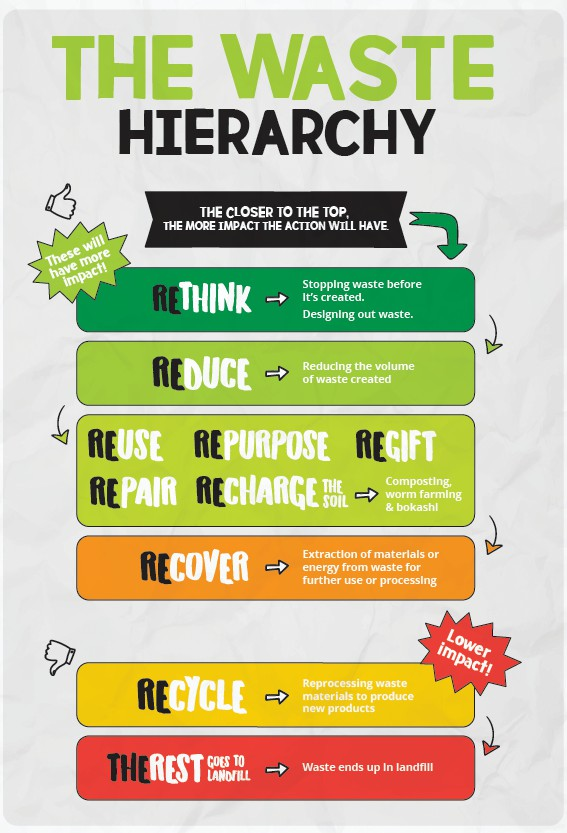 THE WASTE
HIERARCHY
THE CLOSER TO THE TOP,
THE MORE IMPACT THE ACTION WILL HAVE.
These will
have more
impact!
RETHINK
Stopping waste before
it's created.
Designing out waste.
REDUCE
Reducing the volume
of waste created
REUSE REPURPOSE REGIFT
REPAIR RECHARGE THE SOIL
Composting,
worm farming
& bokashi
RECOVER
Extraction of materials or
energy from waste for
further use or processing
Lower
impact!
RECYCLE
Reprocessing waste
materials to produce
new products
THE REST GOES TO LANDFILL
Waste ends up in landfill